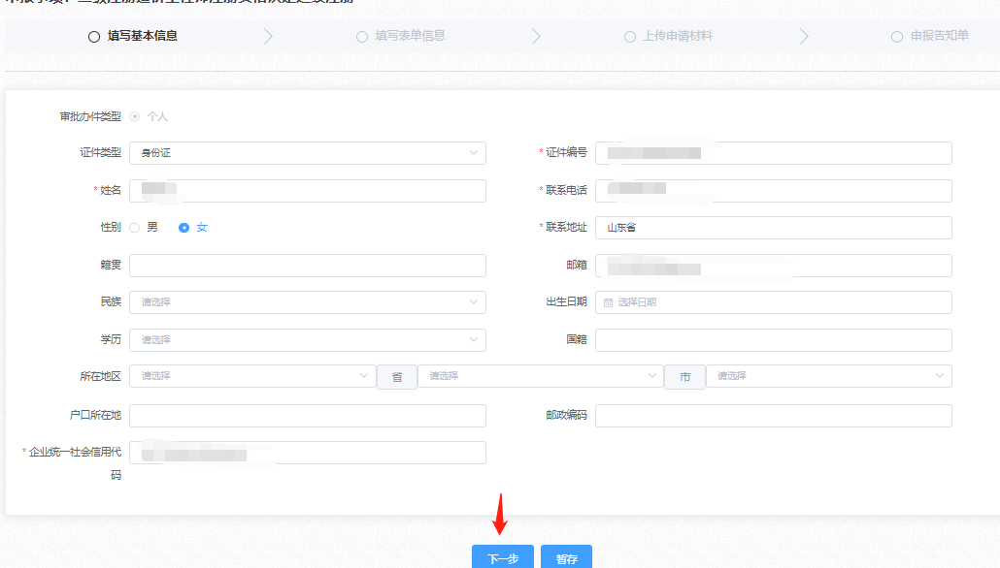 填写基本信息 填写表单信息 上传申请材料 申报告知单
审批办件类型 个人
证件类型 身份证 * 证件编号
* 姓名 * 联系电话
性别 男 女 * 联系地址 山东省
籍贯 邮箱
民族 请选择 出生日期 选择日期
学历 请选择 国籍
所在地区 请选择 省 请选择 市 请选择
户口所在地 邮政编码
* 企业统一社会信用代
码
下一步 暂存